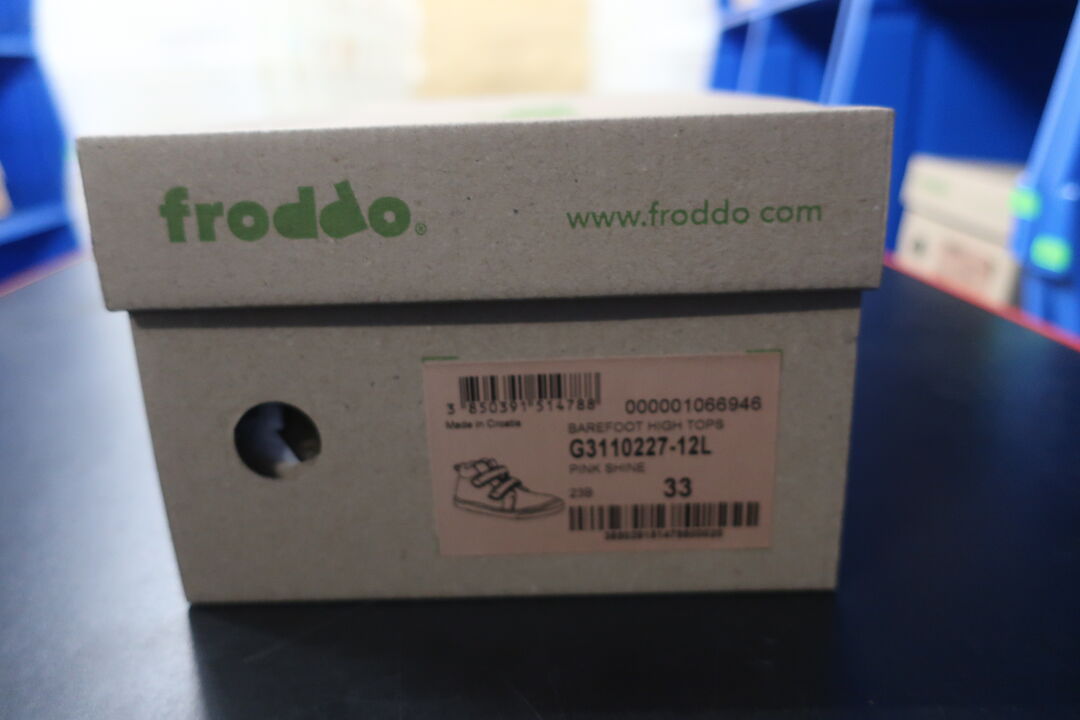 froddo®
www.froddo.com
3 850391 514788
000001066946
Made in Croatia
BAREFOOT HIGH TOPS
G3110227-12L
PINK SHINE
23B
33